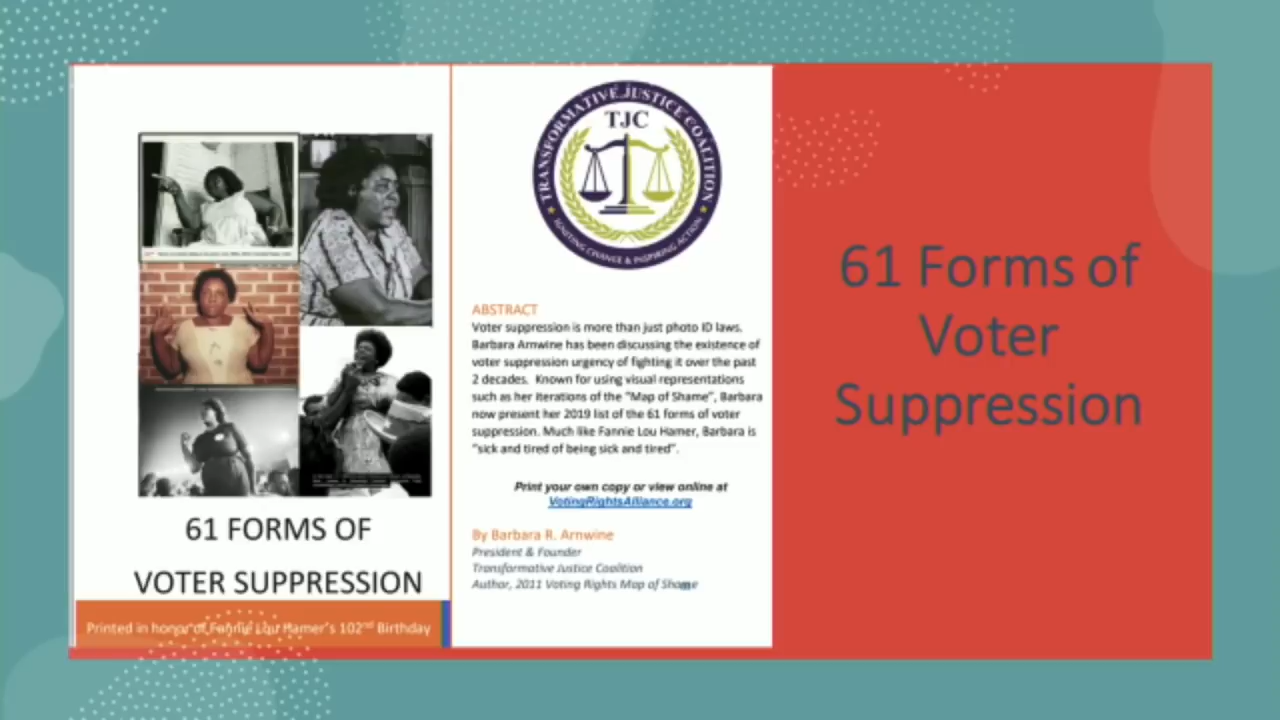 61 FORMS OF
VOTER SUPPRESSION
Printed in honor of Fannie Lou Hamer's 102nd Birthday
TRANSFORMATIVE JUSTICE COALITION
TJC
IGNITING CHANGE & INSPIRING ACTION
ABSTRACT
Voter suppression is more than just photo ID laws.
Barbara Arnwine has been discussing the existence of
voter suppression urgency of fighting it over the past
2 decades. Known for using visual representations
such as her iterations of the "Map of Shame", Barbara
now present her 2019 list of the 61 forms of voter
suppression. Much like Fannie Lou Hamer, Barbara is
"sick and tired of being sick and tired".
Print your own copy or view online at
VotingRightsAlliance.org
By Barbara R. Arnwine
President & Founder
Transformative Justice Coalition
Author, 2011 Voting Rights Map of Shame
61 Forms of
Voter
Suppression